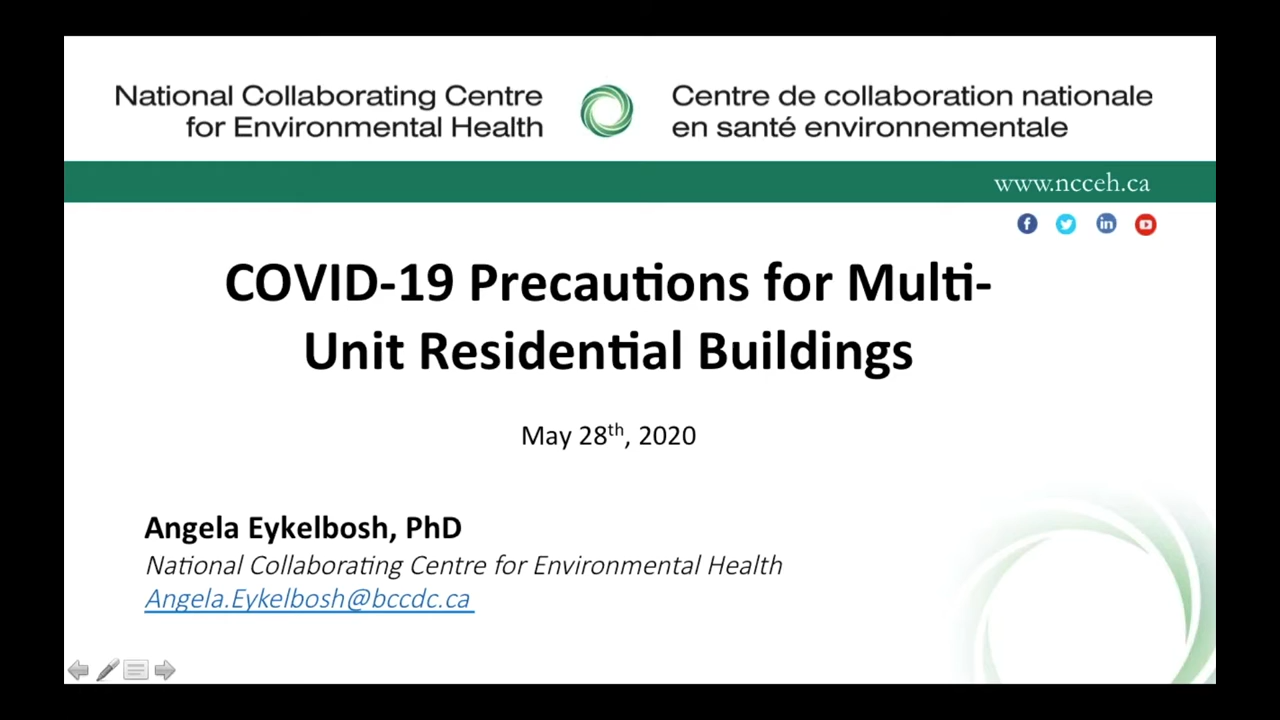 National Collaborating Centre
for Environmental Health
Centre de collaboration nationale
en santé environnementale
www.ncceh.ca
COVID-19 Precautions for Multi-
Unit Residential Buildings
May 28th, 2020
Angela Eykelbosh, PhD
National Collaborating Centre for Environmental Health
Angela.Eykelbosh@bccdc.ca